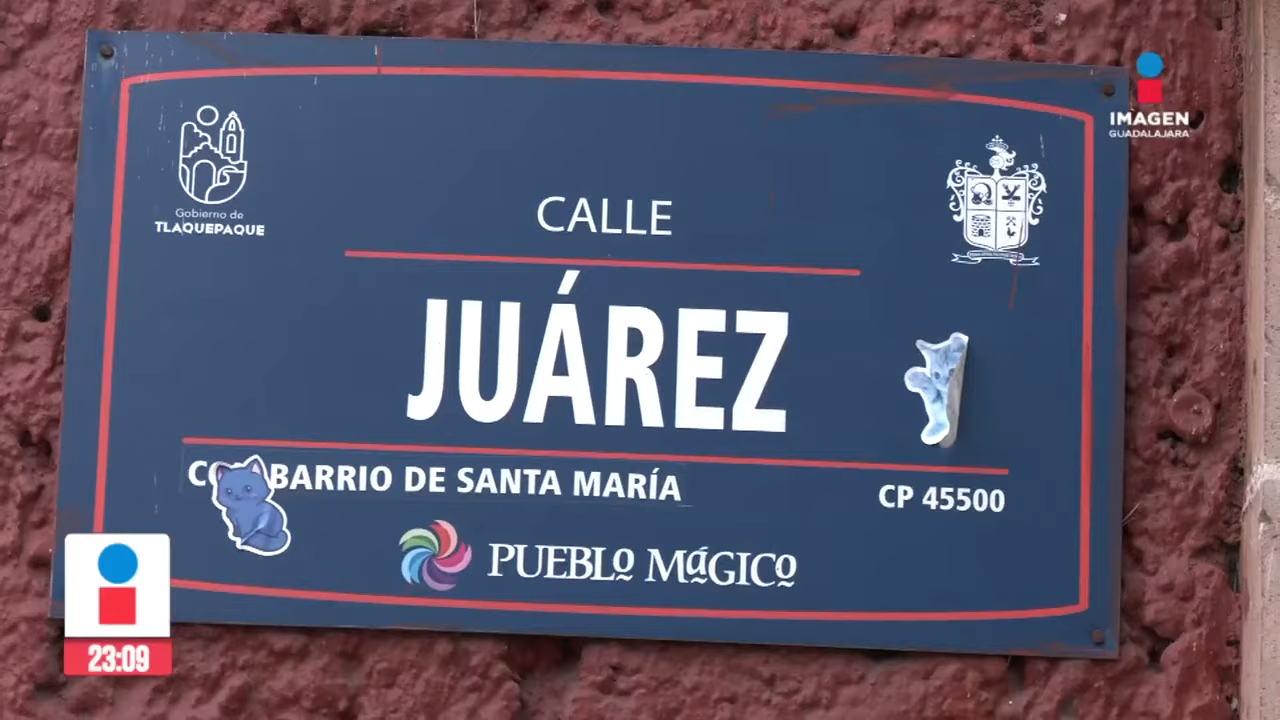 IMAGEN
GUADALAJARA
Gobierno de
TLAQUEPAQUE
CALLE
JUÁREZ
BARRIO DE SANTA MARÍA
CP 45500
PUEBLO MÁGICO
23:09